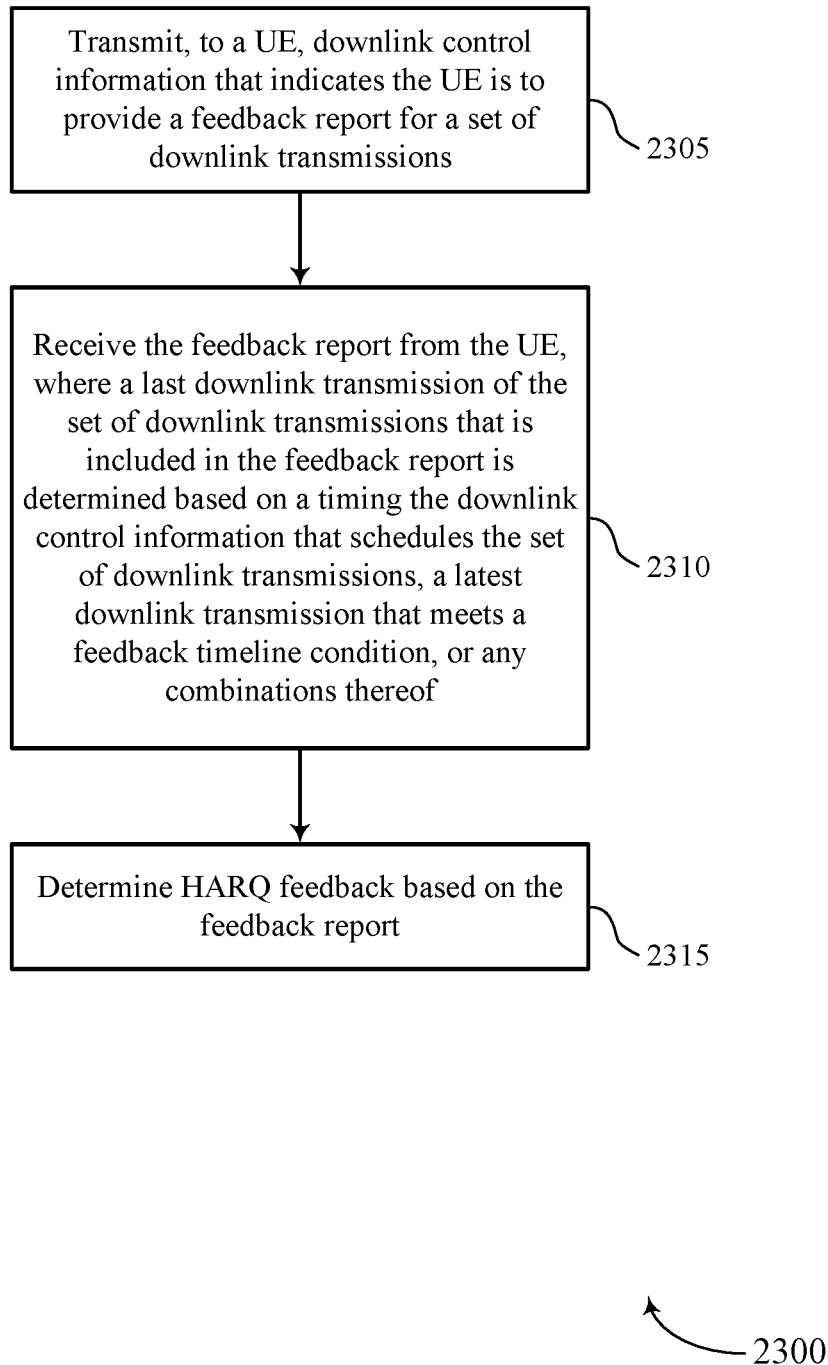 Transmit, to a UE, downlink control
information that indicates the UE is to
provide a feedback report for a set of
downlink transmissions
2305
Receive the feedback report from the UE,
where a last downlink transmission of the
set of downlink transmissions that is
included in the feedback report is
determined based on a timing the downlink
control information that schedules the set
of downlink transmissions, a latest
downlink transmission that meets a
feedback timeline condition, or any
combinations thereof
2310
Determine HARQ feedback based on the
feedback report
2315
2300